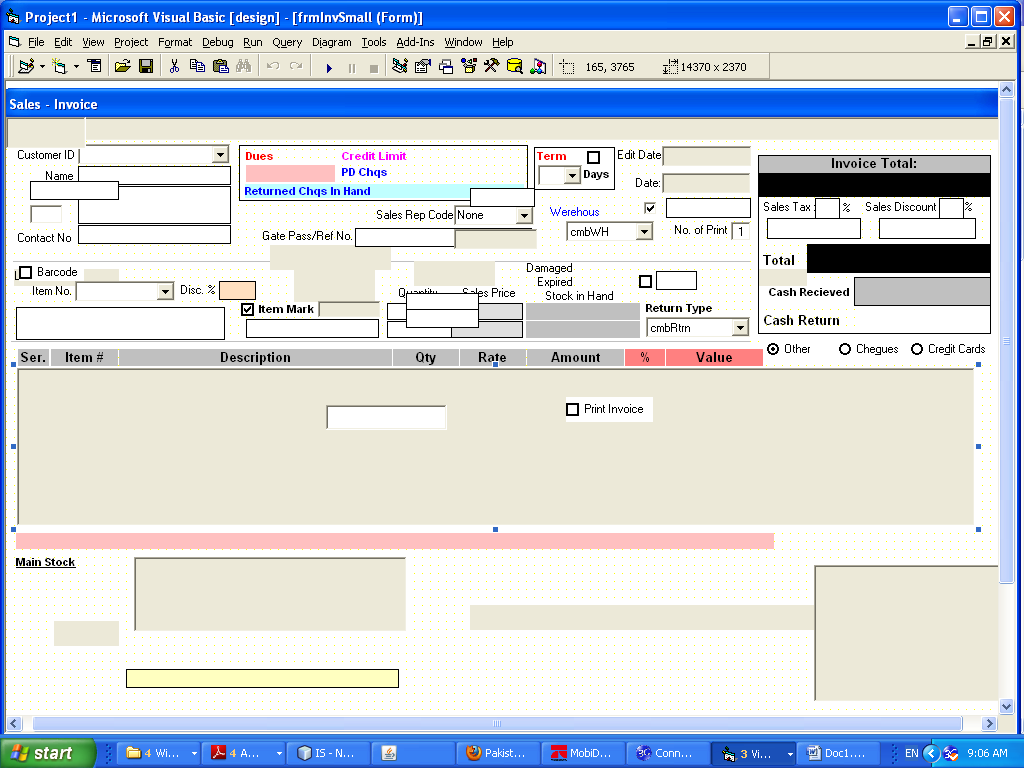 Project1 - Microsoft Visual Basic [design] - [frmInvSmall (Form)]
File Edit View Project Format Debug Run Query Diagram Tools Add-Ins Window Help
165, 3765 14370 x 2370
Sales - Invoice
Customer ID
Name
Contact No
Dues Credit Limit
PD Chqs
Returned Chqs In Hand
Sales Rep Code None
Gate Pass/Ref No.
Term
Days
Edit Date
Date:
Werehous
cmbWH
No. of Print 1
Invoice Total:
Sales Tax : % Sales Discount %
Total
Cash Recieved
Cash Return
Barcode
Item No. Disc. %
Item Mark
Quantity Sales Price
Damaged
Expired
Stock in Hand
Return Type
cmbRtrn
Other Cheques Credit Cards
Ser. Item # Description Qty Rate Amount % Value
Print Invoice
Main Stock
start 4 Wi... 4 A... IS - N... Pakist... MobiD... Conn... 3 Vi... Doc1.... EN 9:06 AM